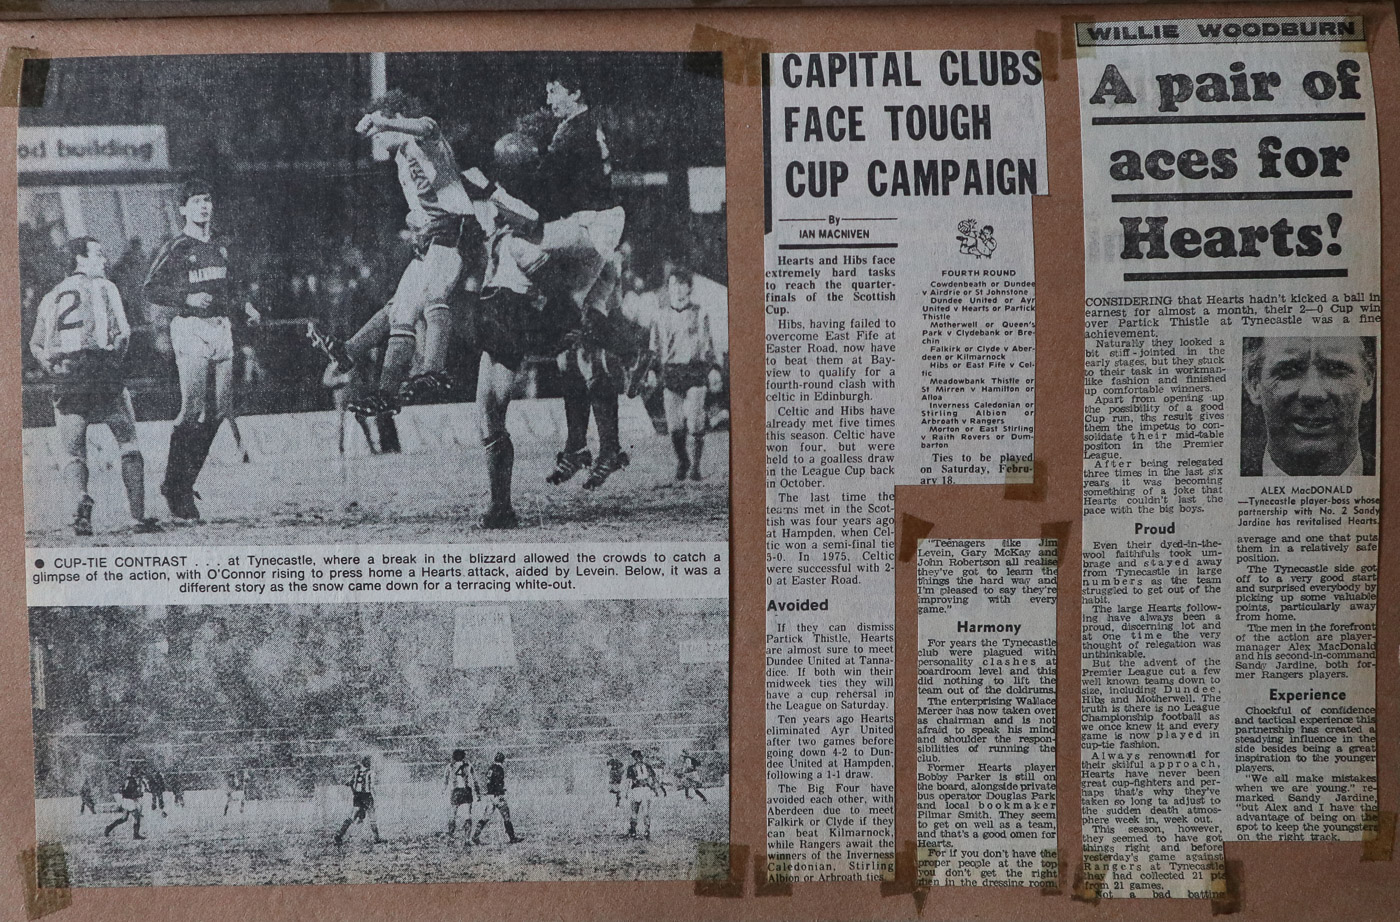 od building
2
● CUP-TIE CONTRAST . . . at Tynecastle, where a break in the blizzard allowed the crowds to catch a
glimpse of the action, with O'Connor rising to press home a Hearts attack, aided by Levein. Below, it was a
different story as the snow came down for a terracing white-out.
CAPITAL CLUBS
FACE TOUGH
CUP CAMPAIGN
By
IAN MACNIVEN
Hearts and Hibs face
extremely hard tasks
to reach the quarter-
finals of the Scottish
Cup.
Hibs, having failed to
overcome East Fife at
Easter Road, now have
to beat them at Bay-
view to qualify for a
fourth-round clash with
celtic in Edinburgh.
Celtic and Hibs have
already met five times
this season. Celtic have
won four, but were
held to a goalless draw
in the League Cup back
in October.
The last time the
teams met in the Scot-
tish was four years ago
at Hampden, when Cel-
tic won a semi-final tie
5-0. In 1975, Celtic
were successful with 2-
0 at Easter Road.
Avoided
If they can dismiss
Partick Thistle, Hearts
are almost sure to meet
Dundee United at Tanna-
dice. If both win their
midweek ties they will
have a cup rehersal in
the League on Saturday.
Ten years ago Hearts
eliminated Ayr United
after two games before
going down 4-2 to Dun-
dee United at Hampden,
following a 1-1 draw.
The Big Four have
avoided each other, with
Aberdeen due to meet
Falkirk or Clyde if they
can beat Kilmarnock,
while Rangers await the
winners of the Inverness
Caledonian, Stirling
Albion or Arbroath ties.
FOURTH ROUND
Cowdenbeath or Dundee
v Airdrie or St Johnstone
Dundee United or Ayr
United v Hearts or Partick
Thistle
Motherwell or Queen's
Park v Clydebank or Bre-
chin
Falkirk or Clyde v Aber-
deen or Kilmarnock
Hibs or East Fife v Cel-
tic
Meadowbank Thistle or
St Mirren v Hamilton or
Alloa
Inverness Caledonian or
Stirling Albion or
Arbroath v Rangers
Morton or East Stirling
v Raith Rovers or Dum-
barton
Ties to be played
on Saturday, Febru-
ary 18.
"Teenagers like Jim
Levein, Gary McKay and
John Robertson all realise
they've got to learn the
things the hard way and
I'm pleased to say they're
improving with every
game."
Harmony
For years the Tynecastle
club were plagued with
personality clashes at
boardroom level and this
did nothing to lift the
team out of the doldrums.
The enterprising Wallace
Mercer has now taken over
as chairman and is not
afraid to speak his mind
and shoulder the respon-
sibilities of running the
club.
Former Hearts player
Bobby Parker is still on
the board, alongside private
bus operator Douglas Park
and local bookmaker
Pilmar Smith. They seem
to get on well as a team,
and that's a good omen for
Hearts.
For if you don't have the
proper people at the top
you don't get the right
men in the dressing room.
WILLIE WOODBURN
A pair of
aces for
Hearts!
CONSIDERING that Hearts hadn't kicked a ball in
earnest for almost a month, their 2—0 Cup win
over Partick Thistle at Tynecastle was a fine
achievement.
Naturally they looked a
bit stiff-jointed in the
early stages, but they stuck
to their task in workman-
like fashion and finished
up comfortable winners.
Apart from opening up
the possibility of a good
Cup run, ths result gives
them the impetus to con-
solidate their mid-table
positon in the Premier
League.
After being relegated
three times in the last six
years it was becoming
something of a joke that
Hearts couldn't last the
pace with the big boys.
Proud
Even their dyed-in-the-
wool faithfuls took um-
brage and stayed away
from Tynecastle in large
numbers as the team
struggled to get out of the
habit.
The large Hearts follow-
ing have always been a
proud, discerning lot and
at one time the very
thought of relegation was
unthinkable.
But the advent of the
Premier League cut a few
well known teams down to
size, including Dundee,
Hibs and Motherwell. The
truth is there is no League
Championship football as
we once knew it and every
game is now played in
cup-tie fashion.
Always renowned for
their skilful approach,
Hearts have never been
great cup-fighters and per-
haps that's why they've
taken so long ta adjust to
the sudden death atmos-
phere week in, week out.
This season, however,
they seemed to have got
things right and before
yesterday's game against
Rangers at Tynecastle
they had collected 21 pts
from 21 games.
Not a bad batting
ALEX MacDONALD
—Tynecastle player-boss whose
partnership with No. 2 Sandy
Jardine has revitalised Hearts.
average and one that puts
them in a relatively safe
position.
The Tynecastle side got
off to a very good start
and surprised everybody by
picking up some valuable
points, particularly away
from home.
The men in the forefront
of the action are player-
manager Alex MacDonald
and his second-in-command
Sandy Jardine, both for-
mer Rangers players.
Experience
Chockful of confidence
and tactical experience this
partnership has created a
steadying influence in the
side besides being a great
inspiration to the younger
players.
"We all make mistakes
when we are young," re-
marked Sandy Jardine,
"but Alex and I have the
advantage of being on the
spot to keep the youngsters
on the right track.